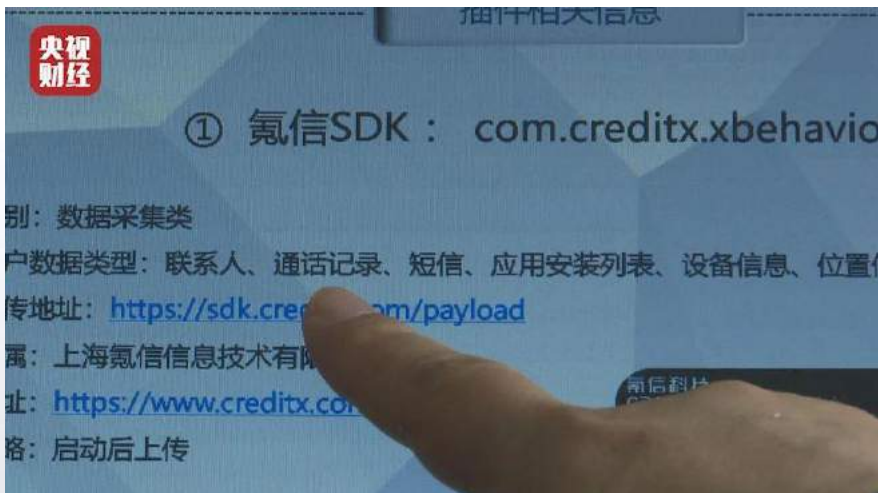 插件相关信息
央视
财经
① 氪信SDK： com.creditx.xbehavio
别：数据采集类
户数据类型：联系人、通话记录、短信、应用安装列表、设备信息、位置
传地址：https://sdk.cre om/payload
属：上海氪信信息技术有
址：https://www.creditx.co
略：启动后上传
氪信科技